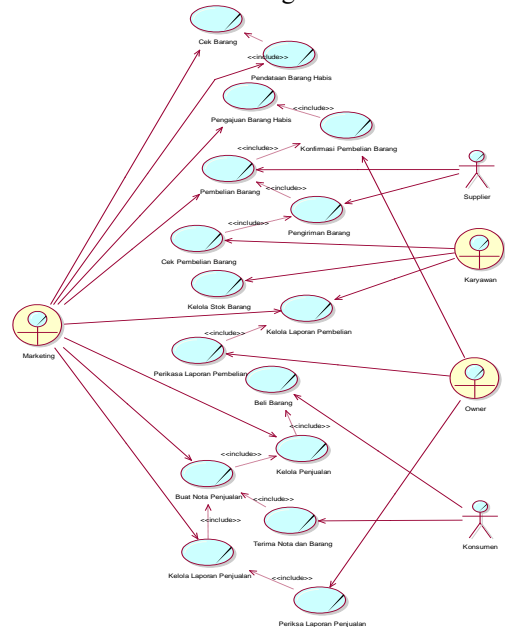 Cek Barang
<<include>>
Pendataan Barang Habis
<<include>>
Pengajuan Barang Habis
<<include>>
Konfirmasi Pembelian Barang
Pembelian Barang
<<include>>
Supplier
<<include>>
Pengiriman Barang
Cek Pembelian Barang
Karyawan
Kelola Stok Barang
<<include>>
Kelola Laporan Pembelian
Marketing
Perikasa Laporan Pembelian
Beli Barang
Owner
<<include>>
<<include>>
Kelola Penjualan
Buat Nota Penjualan
<<include>>
<<include>>
Terima Nota dan Barang
Konsumen
Kelola Laporan Penjualan
<<include>>
Periksa Laporan Penjualan